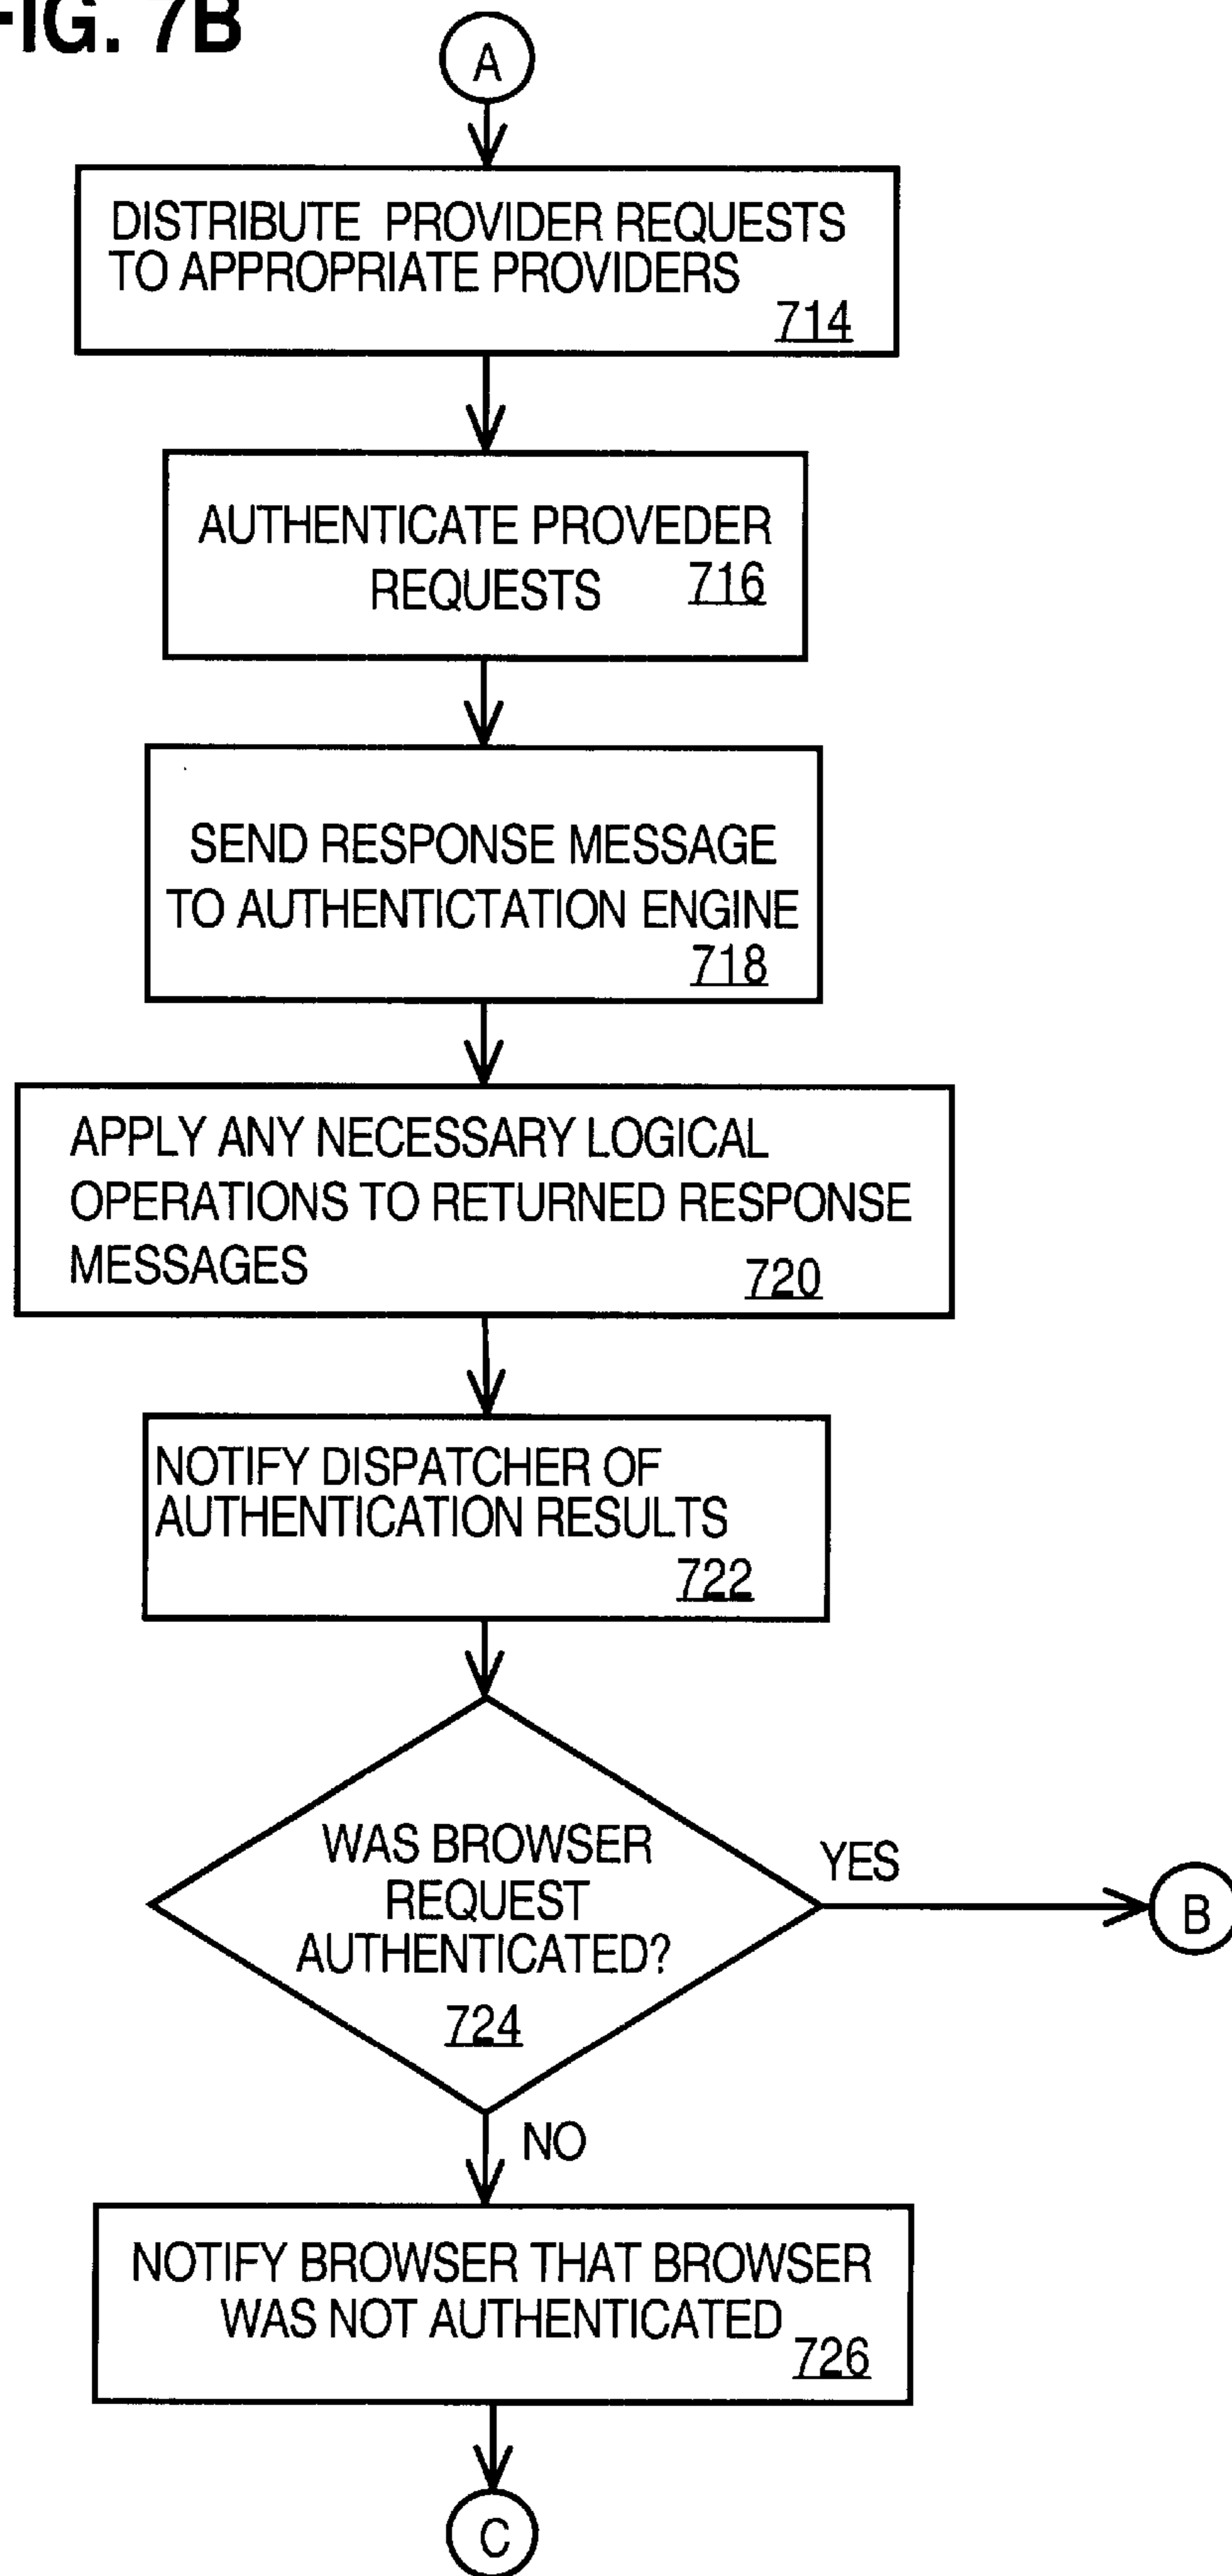 FIG. 7B
A
DISTRIBUTE PROVIDER REQUESTS
TO APPROPRIATE PROVIDERS
714
AUTHENTICATE PROVEDER
REQUESTS 716
SEND RESPONSE MESSAGE
TO AUTHENTICTATION ENGINE
718
APPLY ANY NECESSARY LOGICAL
OPERATIONS TO RETURNED RESPONSE
MESSAGES 720
NOTIFY DISPATCHER OF
AUTHENTICATION RESULTS
722
WAS BROWSER
REQUEST
AUTHENTICATED?
724
YES
B
NO
NOTIFY BROWSER THAT BROWSER
WAS NOT AUTHENTICATED
726
C